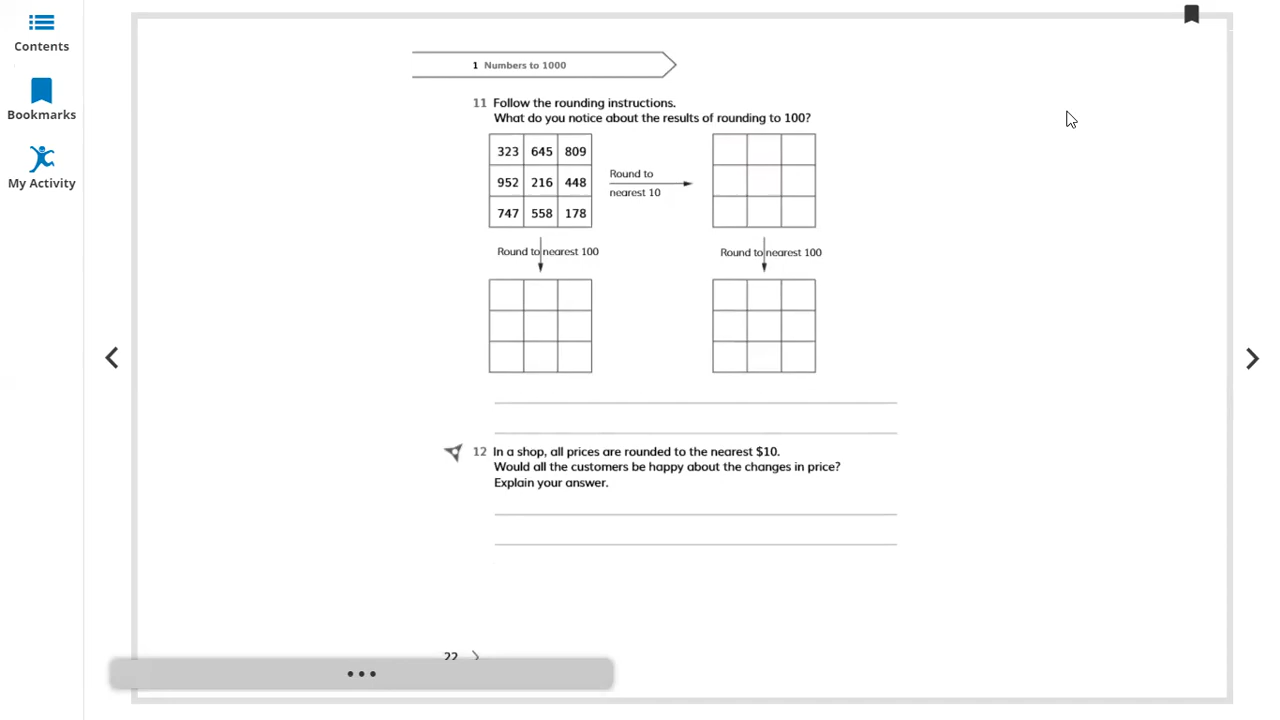 Contents
Bookmarks
My Activity
1 Numbers to 1000
11 Follow the rounding instructions.
What do you notice about the results of rounding to 100?
323 645 809
952 216 448
747 558 178
Round to
nearest 10
Round to nearest 100
Round to nearest 100
12 In a shop, all prices are rounded to the nearest $10.
Would all the customers be happy about the changes in price?
Explain your answer.
22